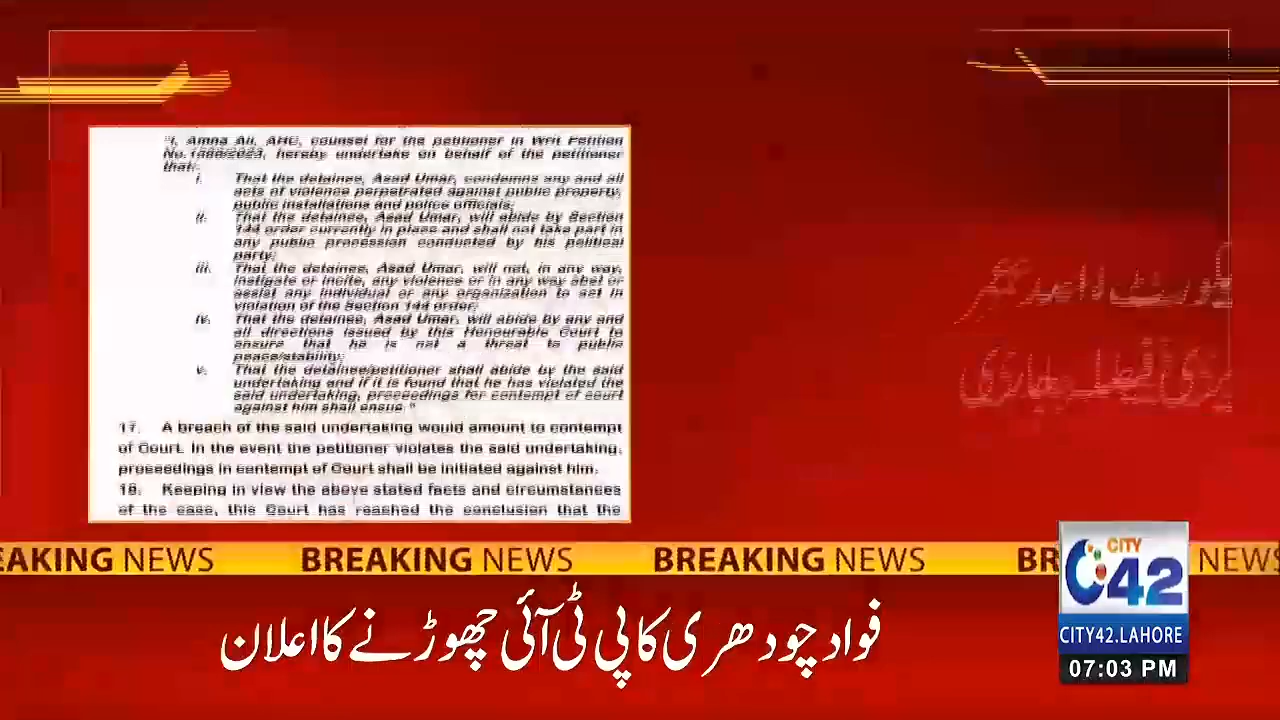 "I, Amna Ali, AHC, counsel for the petitioner in Writ Petition
hereby undertake on behalf of the petitioner
that:
i. That the detainee, Asad Umar, condemns any and all
acts of violence perpetrated against public property,
public installations and police officials;
ii. That the detainee, Asad Umar, will abide by Section
144 order currently in place and shall not take part in
any public procession conducted by his political
party;
iii. That the detainee, Asad Umar, will not, in any way,
instigate or incite, any violence or in any way abet or
assist any individual or any organization to act in
violation of the Section 144 order;
iv. That the detainee, Asad Umar, will abide by any and
all directions issued by this Honourable Court to
ensure that he is not a threat to public
peace/stability;
v. That the detainee/petitioner shall abide by the said
undertaking and if it is found that he has violated the
said undertaking, proceedings for contempt of court
against him shall ensue."
17. A breach of the said undertaking would amount to contempt
of Court. In the event the petitioner violates the said undertaking,
proceedings in contempt of Court shall be initiated against him.
18. Keeping in view the above stated facts and circumstances
of the case, this Court has reached the conclusion that the
EAKING NEWS BREAKING NEWS BREAKING NEWS BR NEWS
فواد چودھری کا پی ٹی آئی چھوڑنے کا اعلان
CITY
42
CITY42.LAHORE
07:03 PM